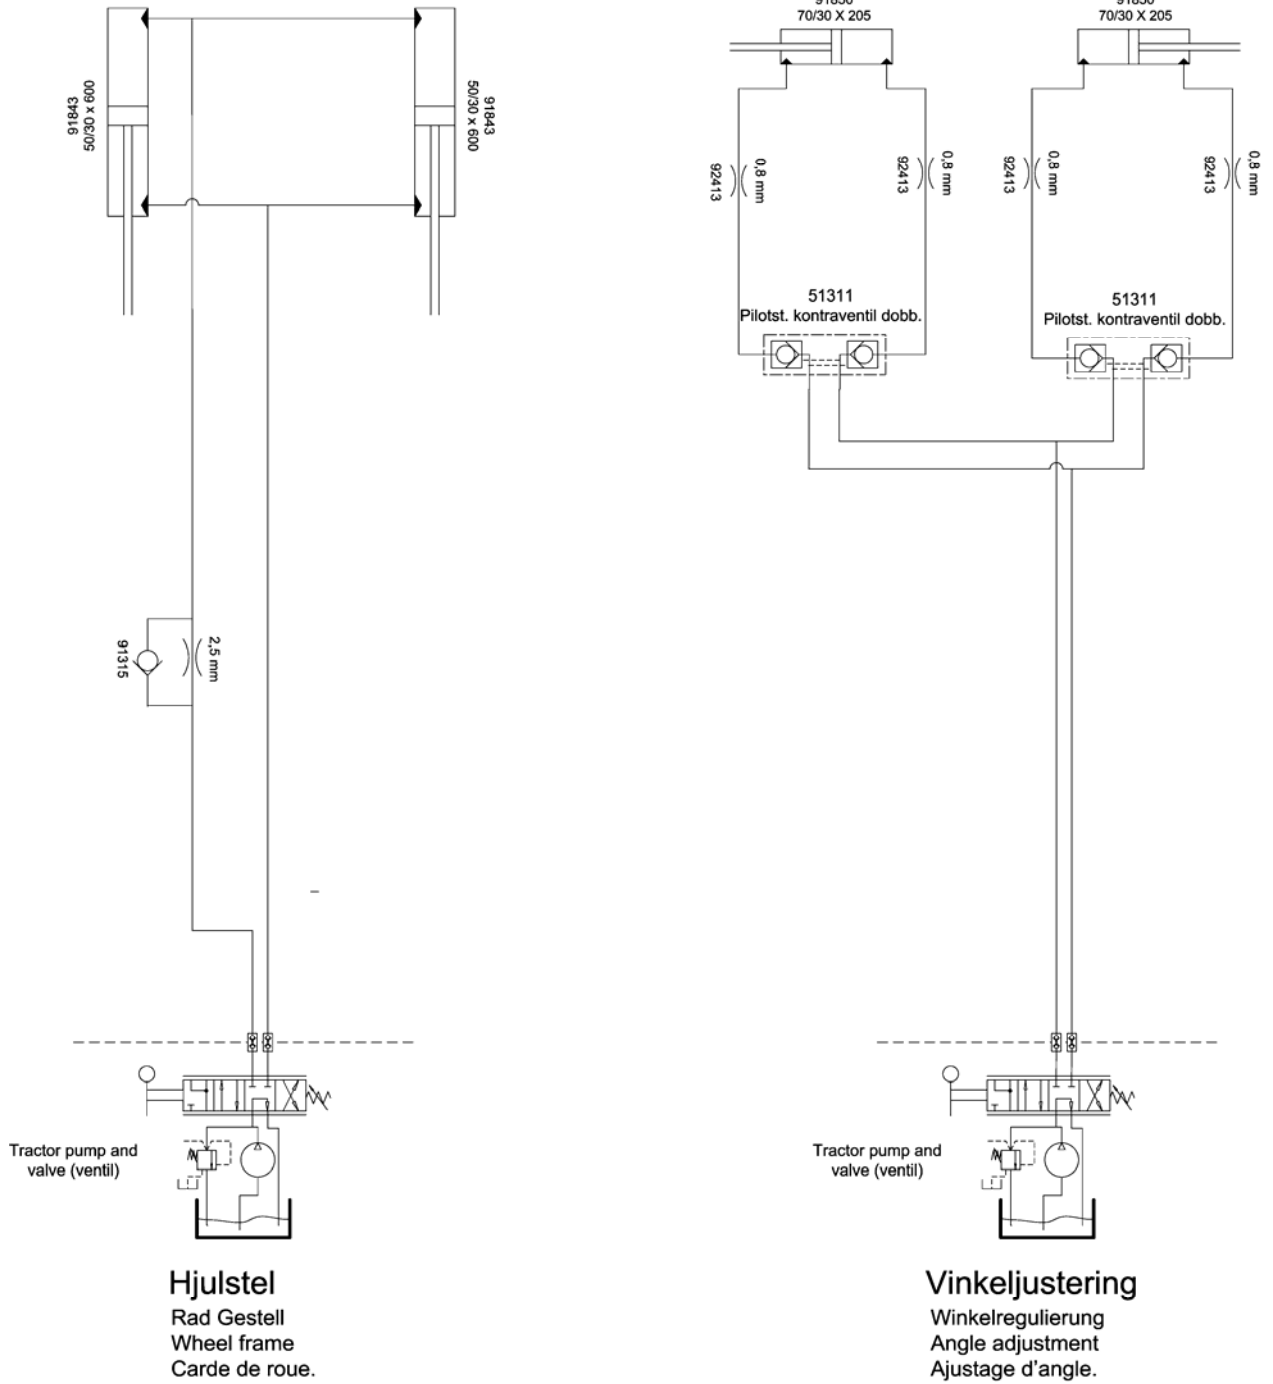 91843
50/30 x 600
91843
50/30 x 600
2,5 mm
91315
Tractor pump and
valve (ventil)
Hjulstel
Rad Gestell
Wheel frame
Carde de roue.
70/30 X 205
70/30 X 205
92413
0,8 mm
92413
0,8 mm
92413
0,8 mm
92413
0,8 mm
51311
Pilotst. kontraventil dobb.
51311
Pilotst. kontraventil dobb.
Tractor pump and
valve (ventil)
Vinkeljustering
Winkelregulierung
Angle adjustment
Ajustage d'angle.